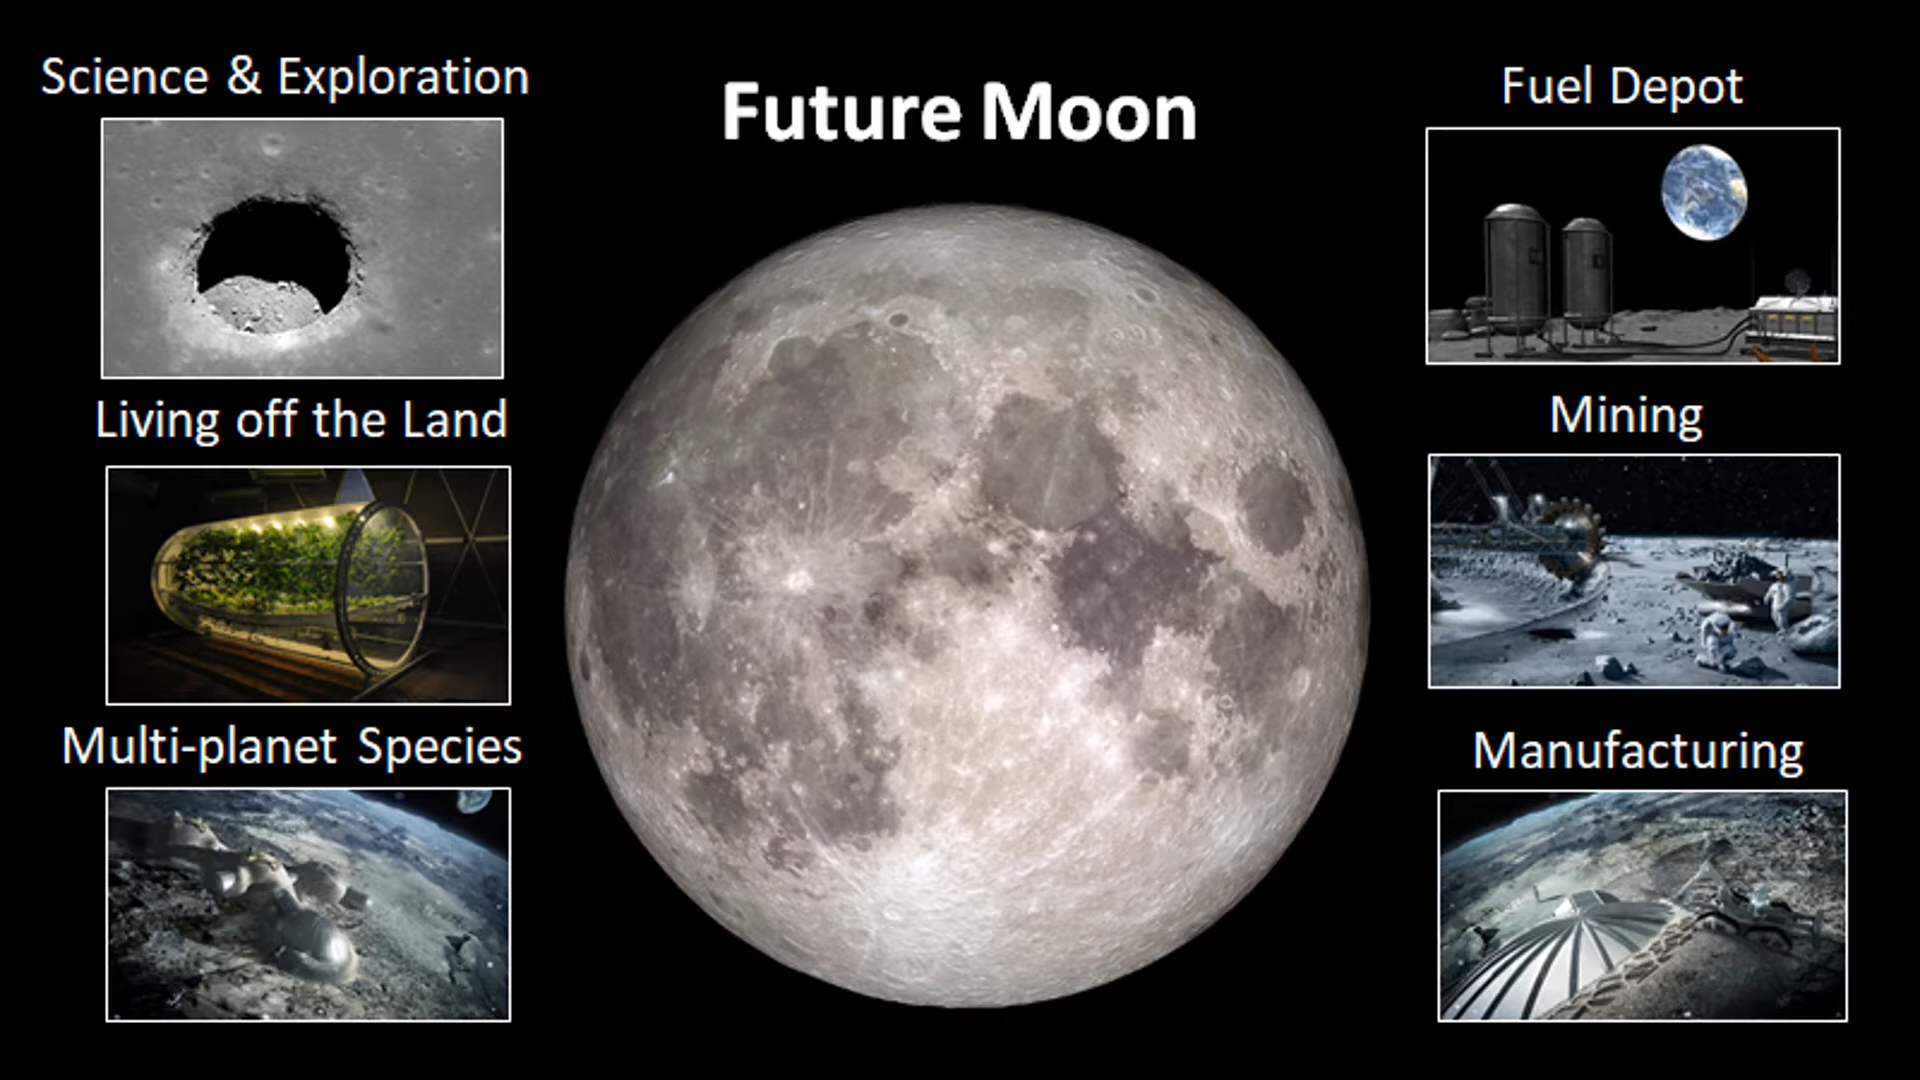 Future Moon
Science & Exploration
Living off the Land
Multi-planet Species
Fuel Depot
Mining
Manufacturing